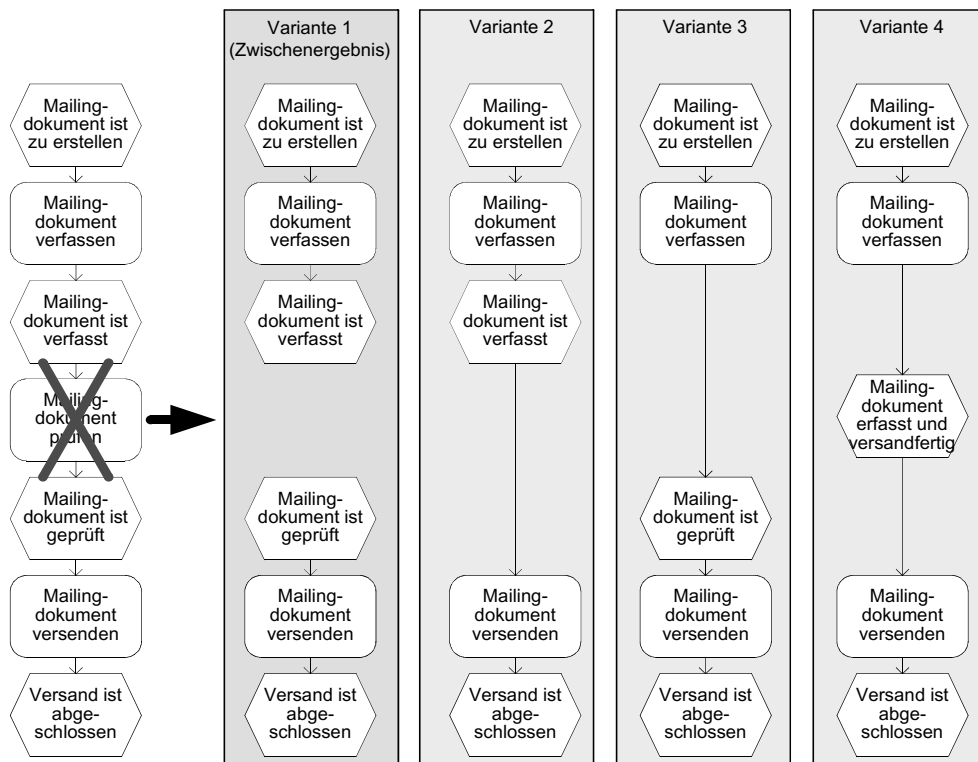 Mailing-
dokument ist
zu erstellen
Mailing-
dokument
verfassen
Mailing-
dokument ist
verfasst
Mailing-
dokument
prüfen
Mailing-
dokument ist
geprüft
Mailing-
dokument
versenden
Versand ist
abge-
schlossen
Variante 1
(Zwischenergebnis)
Mailing-
dokument ist
zu erstellen
Mailing-
dokument
verfassen
Mailing-
dokument ist
verfasst
Mailing-
dokument ist
geprüft
Mailing-
dokument
versenden
Versand ist
abge-
schlossen
Variante 2
Mailing-
dokument ist
zu erstellen
Mailing-
dokument
verfassen
Mailing-
dokument ist
verfasst
Mailing-
dokument
versenden
Versand ist
abge-
schlossen
Variante 3
Mailing-
dokument ist
zu erstellen
Mailing-
dokument
verfassen
Mailing-
dokument ist
geprüft
Mailing-
dokument
versenden
Versand ist
abge-
schlossen
Variante 4
Mailing-
dokument ist
zu erstellen
Mailing-
dokument
verfassen
Mailing-
dokument
erfasst und
versandfertig
Mailing-
dokument
versenden
Versand ist
abge-
schlossen